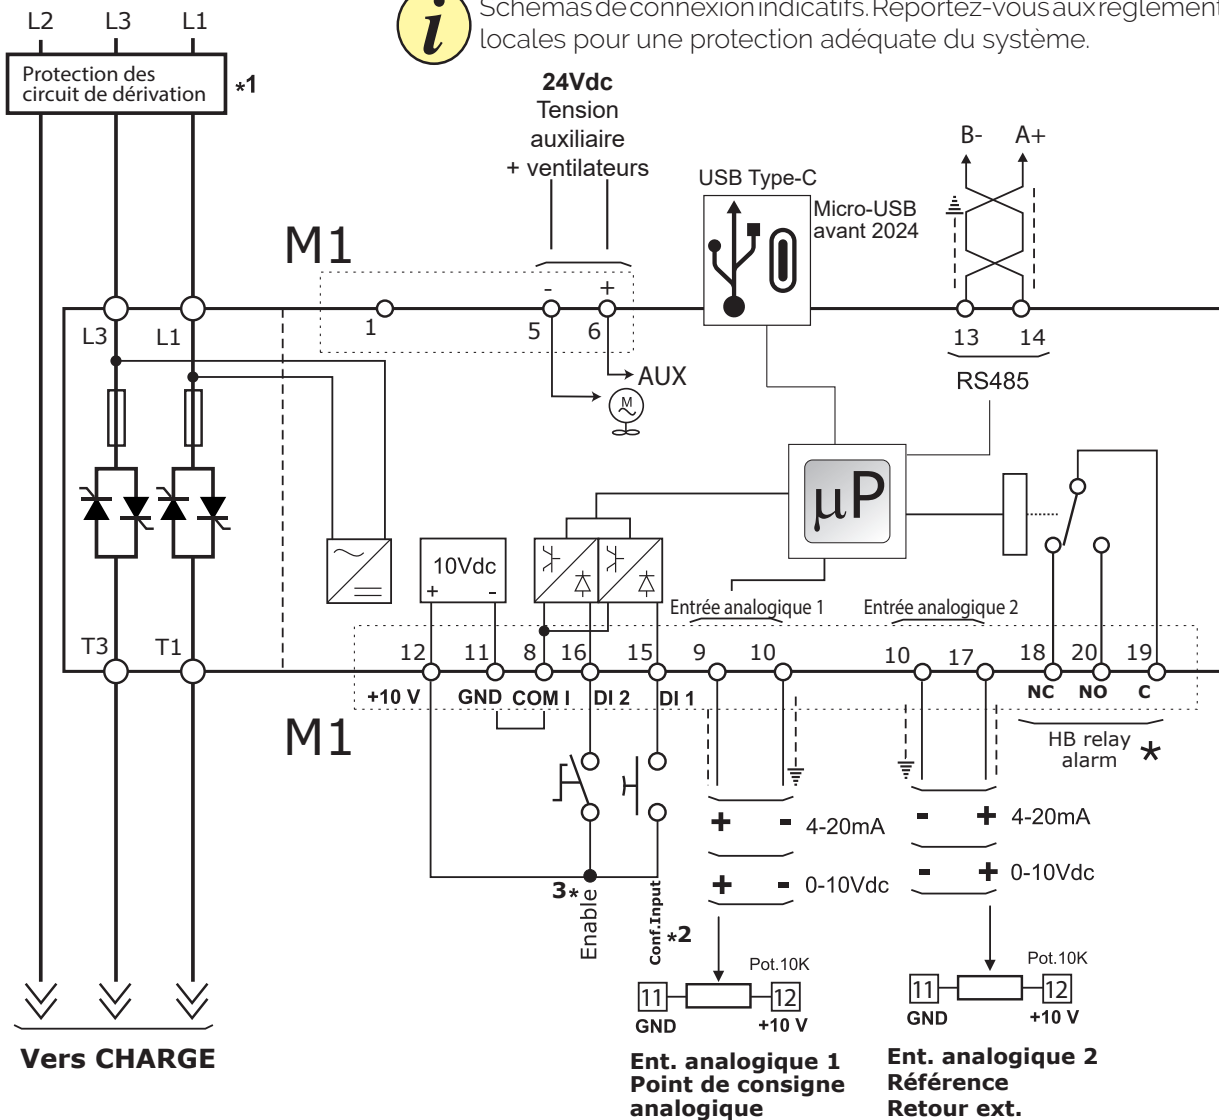 L2 L3 L1
Schémas de connexion indicatifs. Reportez-vous aux réglement
locales pour une protection adéquate du système.
i
Protection des
circuit de dérivation
*1
24Vdc
Tension
auxiliaire
+ ventilateurs
USB Type-C
Micro-USB
avant 2024
B- A+
M1
- +
1 5 6
13 14
RS485
L3 L1
AUX
M
~
µP
10Vdc
+ -
Entrée analogique 1
Entrée analogique 2
T3 T1
12 11 8 16 15 9 10 10 17 18 20 19
+10 V GND COM I DI 2 DI 1 NC NO C
M1
HB relay
alarm *
+ - 4-20mA
- + 4-20mA
+ - 0-10Vdc
- + 0-10Vdc
3*
Enable
Conf.Input
*2
Pot.10K
11 12
GND +10 V
Pot.10K
11 12
GND +10 V
Vers CHARGE
Ent. analogique 1
Point de consigne
analogique
Ent. analogique 2
Référence
Retour ext.